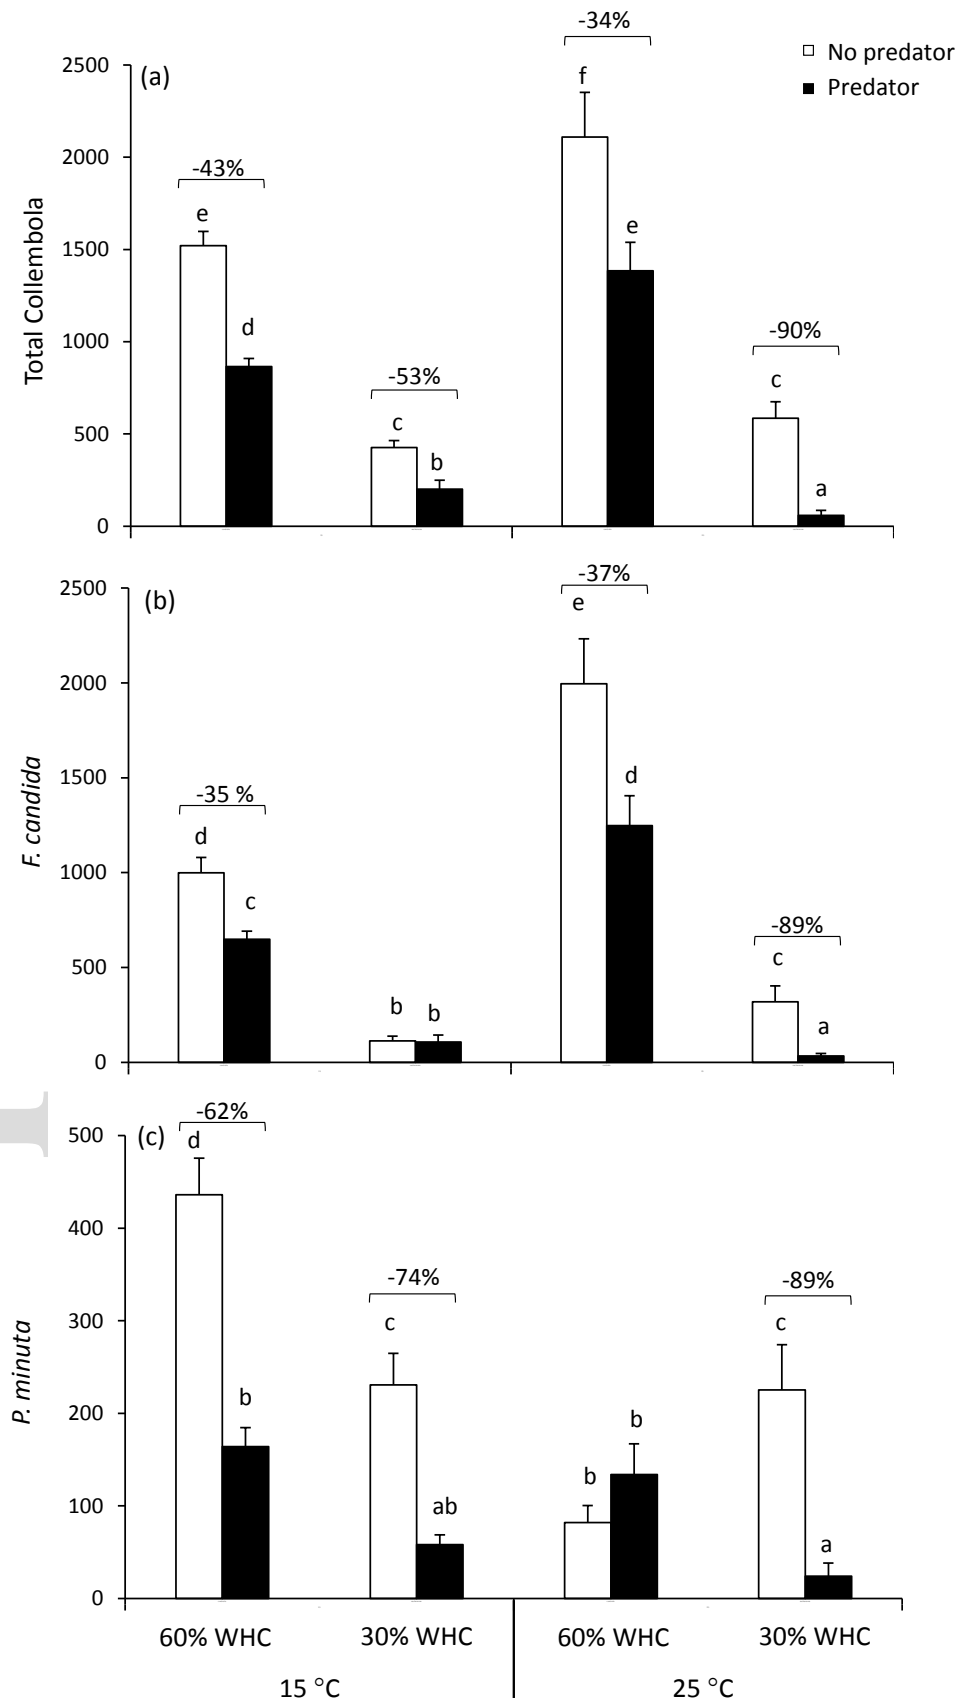 -34%
No predator
Predator
(a)
2500
2000
1500
1000
500
0
Total Collembola
-43%
e
d
-53%
c
b
f
e
-90%
c
a
(b)
2500
2000
1500
1000
500
0
F. candida
-35 %
d
c
b
b
-37%
e
d
-89%
c
a
(c)
500
400
300
200
100
0
P. minuta
-62%
d
b
-74%
c
ab
b
b
-89%
c
a
60% WHC
30% WHC
60% WHC
30% WHC
15 °C
25 °C